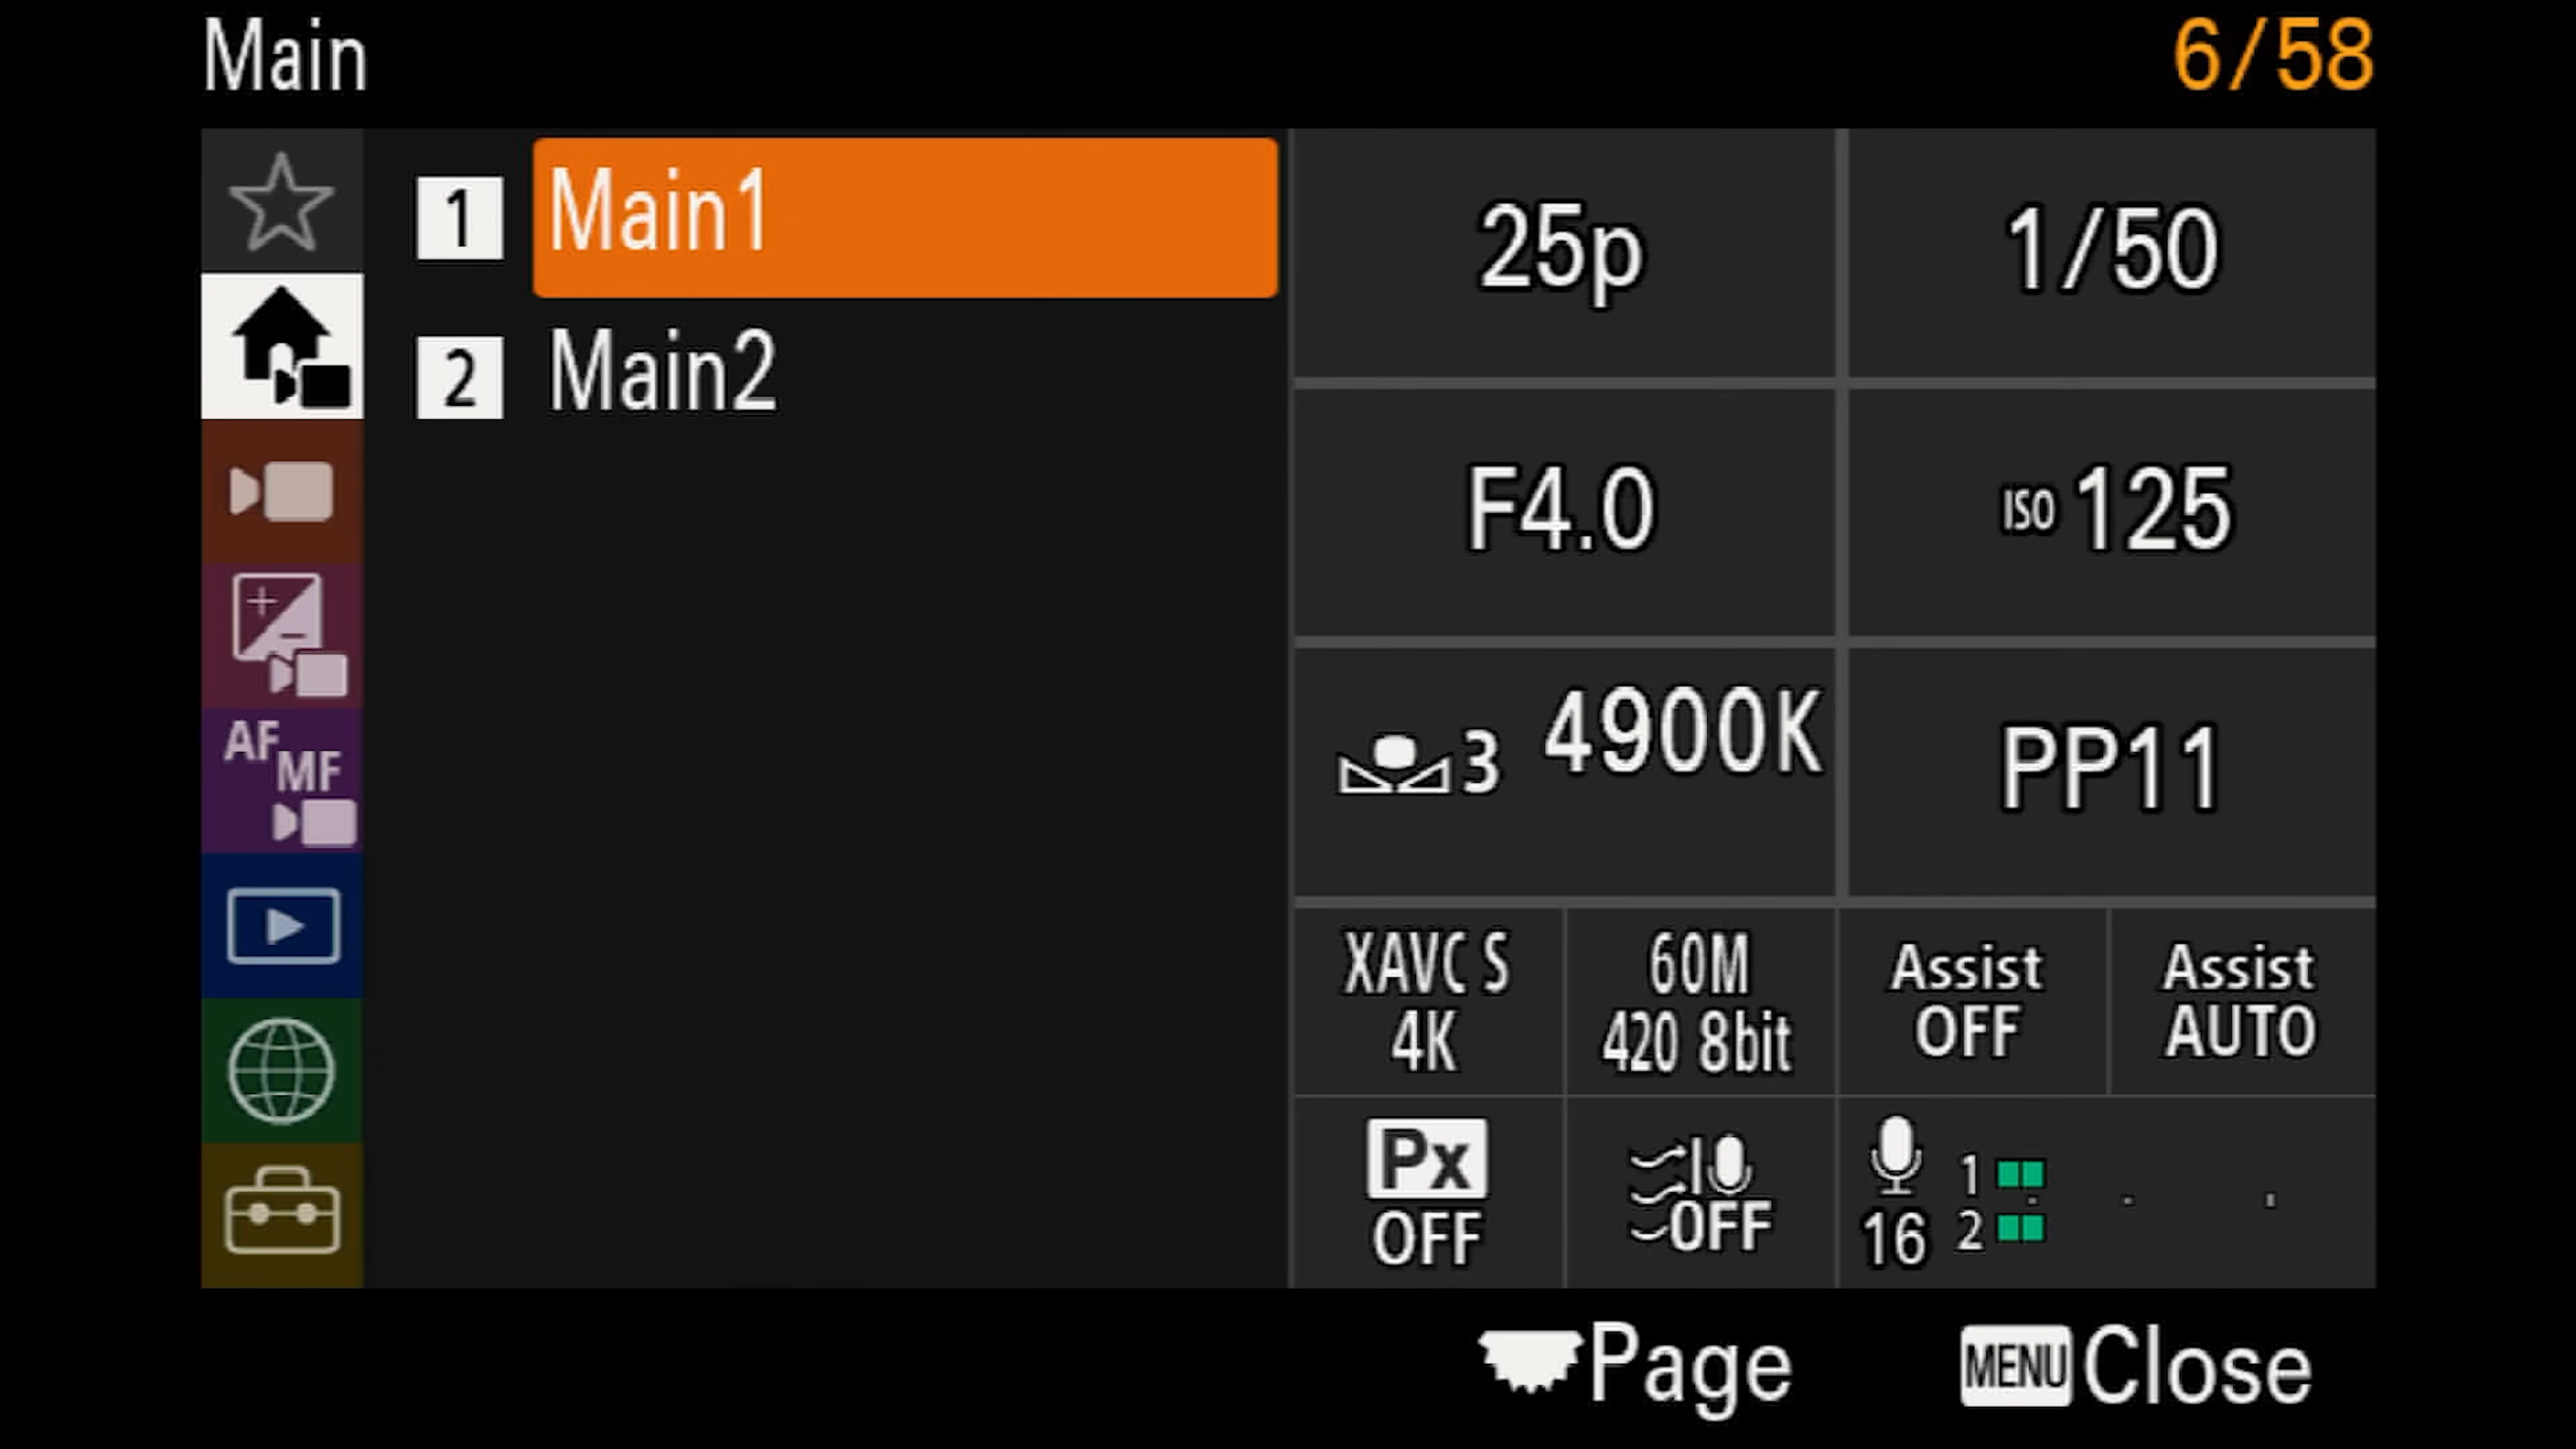 Main
6/58
1 Main1
2 Main2
AF
MF
25p
1/50
F4.0
ISO 125
3 4900K
PP11
XAVC S
4K
60M
420 8bit
Assist
OFF
Assist
AUTO
Px
OFF
OFF
16
1
2
Page
MENU Close